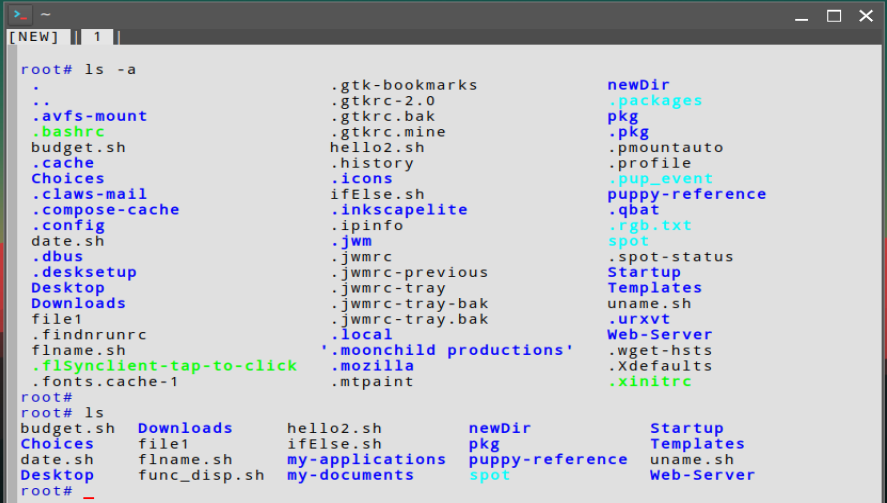 >_ ~
[NEW] | 1 |
root# ls -a
. .gtk-bookmarks newDir
.. .gtkrc-2.0 .packages
.avfs-mount .gtkrc.bak pkg
.bashrc .gtkrc.mine .pkg
budget.sh hello2.sh .pmountauto
.cache .history .profile
Choices .icons .pup_event
.claws-mail ifElse.sh puppy-reference
.compose-cache .inkscapelite .qbat
.config .ipinfo .rgb.txt
date.sh .jwm spot
.dbus .jwmrc .spot-status
.desksetup .jwmrc-previous Startup
Desktop .jwmrc-tray Templates
Downloads .jwmrc-tray-bak uname.sh
file1 .jwmrc-tray.bak .urxvt
.findnrunrc .local Web-Server
flname.sh '.moonchild productions' .wget-hsts
.flSynclient-tap-to-click .mozilla .Xdefaults
.fonts.cache-1 .mtpaint .xinitrc
root#
root# ls
budget.sh Downloads hello2.sh newDir Startup
Choices file1 ifElse.sh pkg Templates
date.sh flname.sh my-applications puppy-reference uname.sh
Desktop func_disp.sh my-documents spot Web-Server
root# _